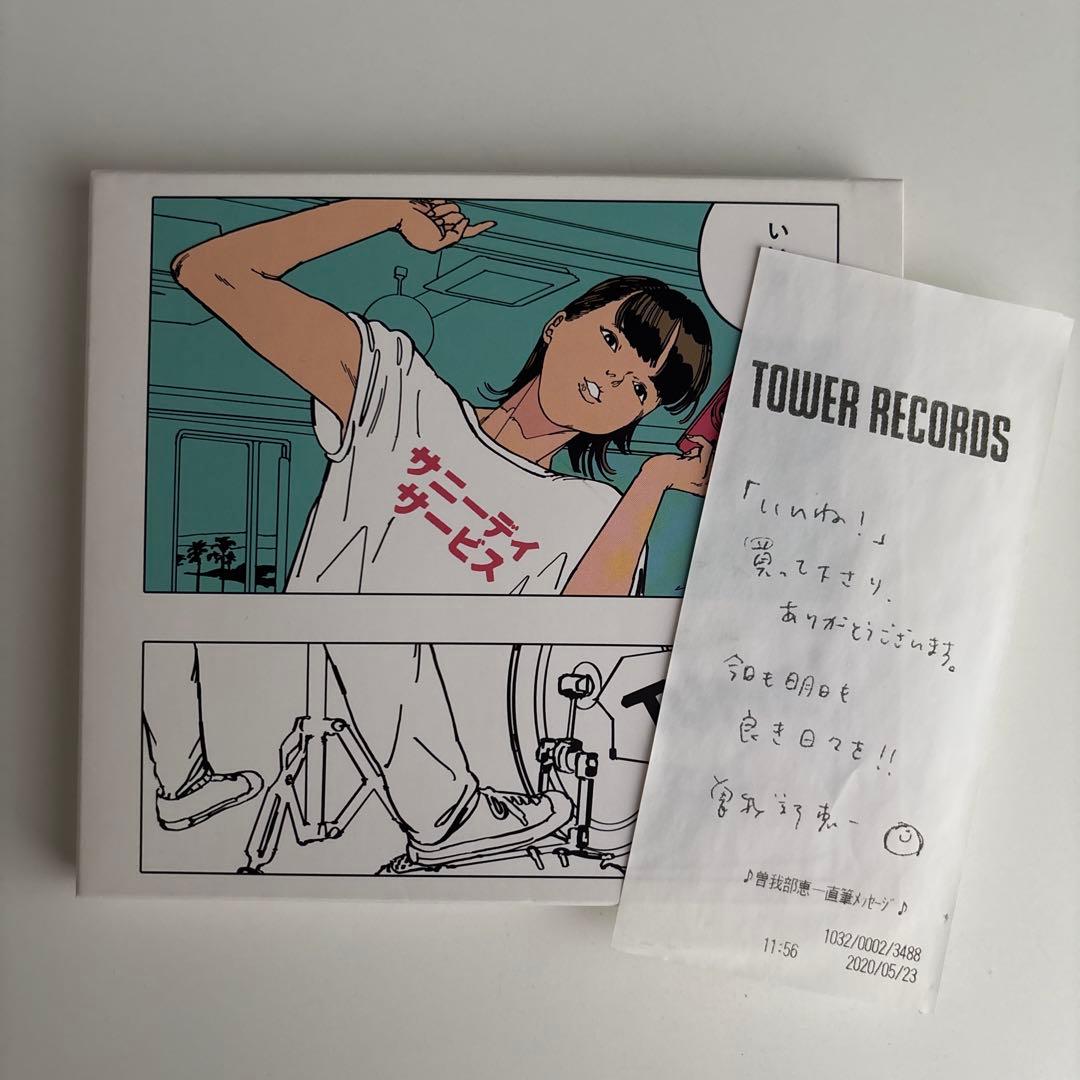 い
サニーデイ
サービス
TOWER RECORDS
「いいね！」
買って下さり、
ありがとうございます。
今日も明日も
良き日々を！！
曽我部恵一
♪曽我部恵一直筆メッセージ♪
1032/0002/3488
11:56 2020/05/23